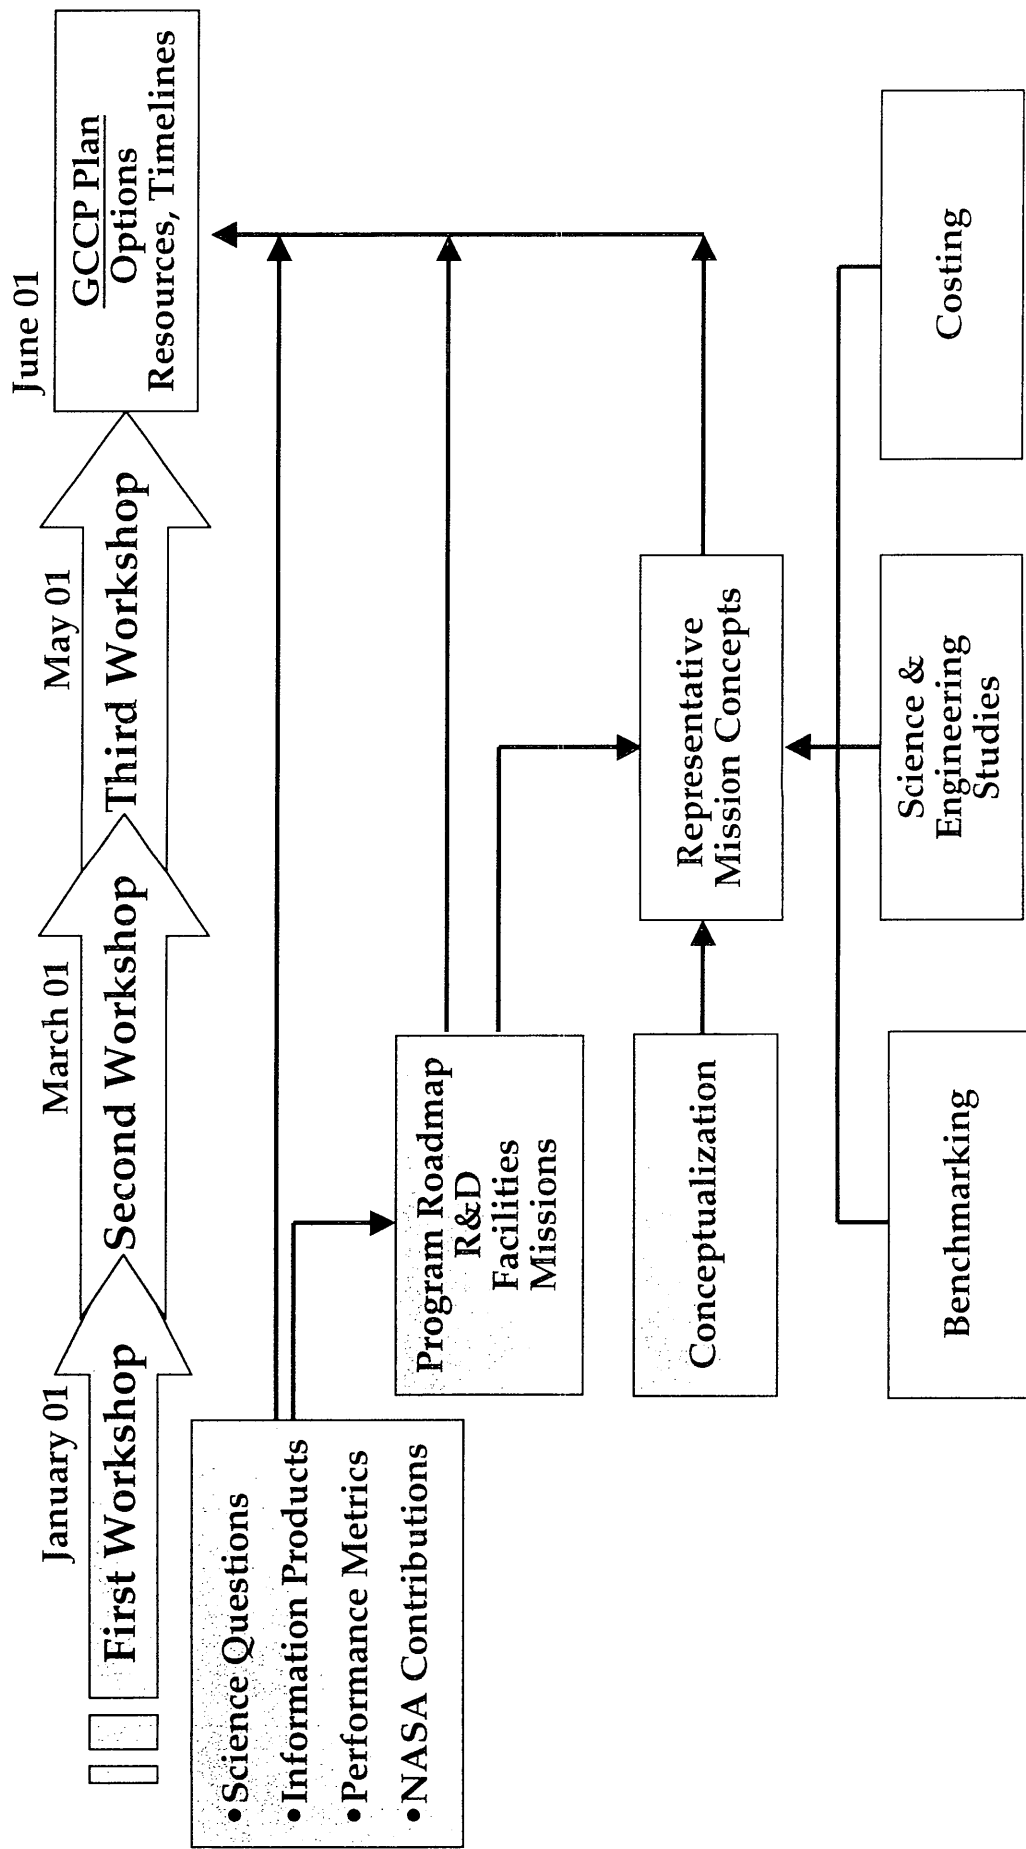 January 01
March 01
May 01
June 01
First Workshop
Second Workshop
Third Workshop
GCCP Plan
Options
Resources, Timelines
•Science Questions
•Information Products
•Performance Metrics
•NASA Contributions
Program Roadmap
R&D
Facilities
Missions
Conceptualization
Representative
Mission Concepts
Benchmarking
Science &
Engineering
Studies
Costing